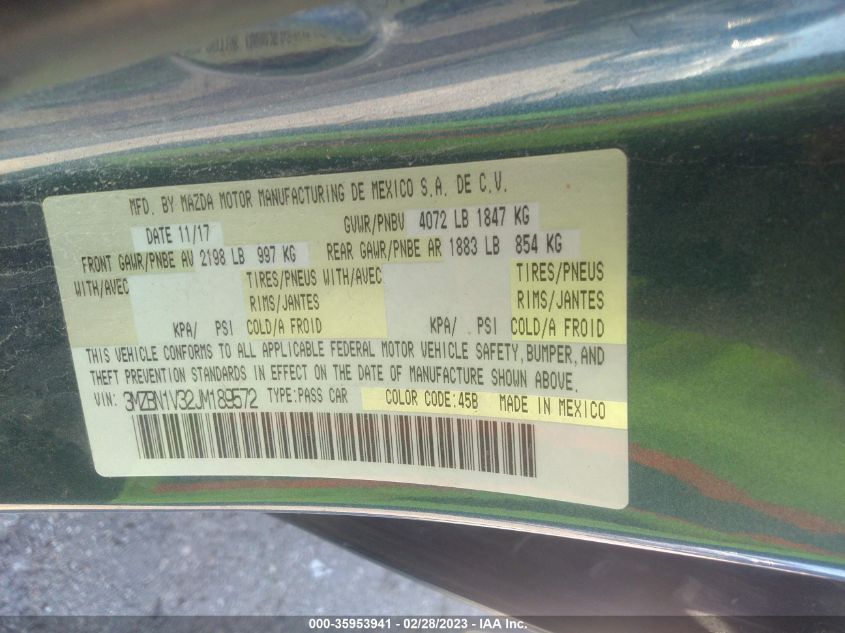 MFD. BY MAZDA MOTOR MANUFACTURING DE MEXICO S.A. DE C.V.
DATE 11/17 GVWR/PNBV 4072 LB 1847 KG
FRONT GAWR/PNBE AV 2198 LB 997 KG REAR GAWR/PNBE AR 1883 LB 854 KG
WITH/AVEC TIRES/PNEUS WITH/AVEC TIRES/PNEUS
RIMS/JANTES RIMS/JANTES
KPA/ PSI COLD/A FROID KPA/ PSI COLD/A FROID
THIS VEHICLE CONFORMS TO ALL APPLICABLE FEDERAL MOTOR VEHICLE SAFETY, BUMPER, AND
THEFT PREVENTION STANDARDS IN EFFECT ON THE DATE OF MANUFACTURE SHOWN ABOVE.
VIN: 3MZBN1V32JM189572 TYPE:PASS CAR COLOR CODE:45B MADE IN MEXICO
000-35953941 - 02/28/2023 - IAA Inc.